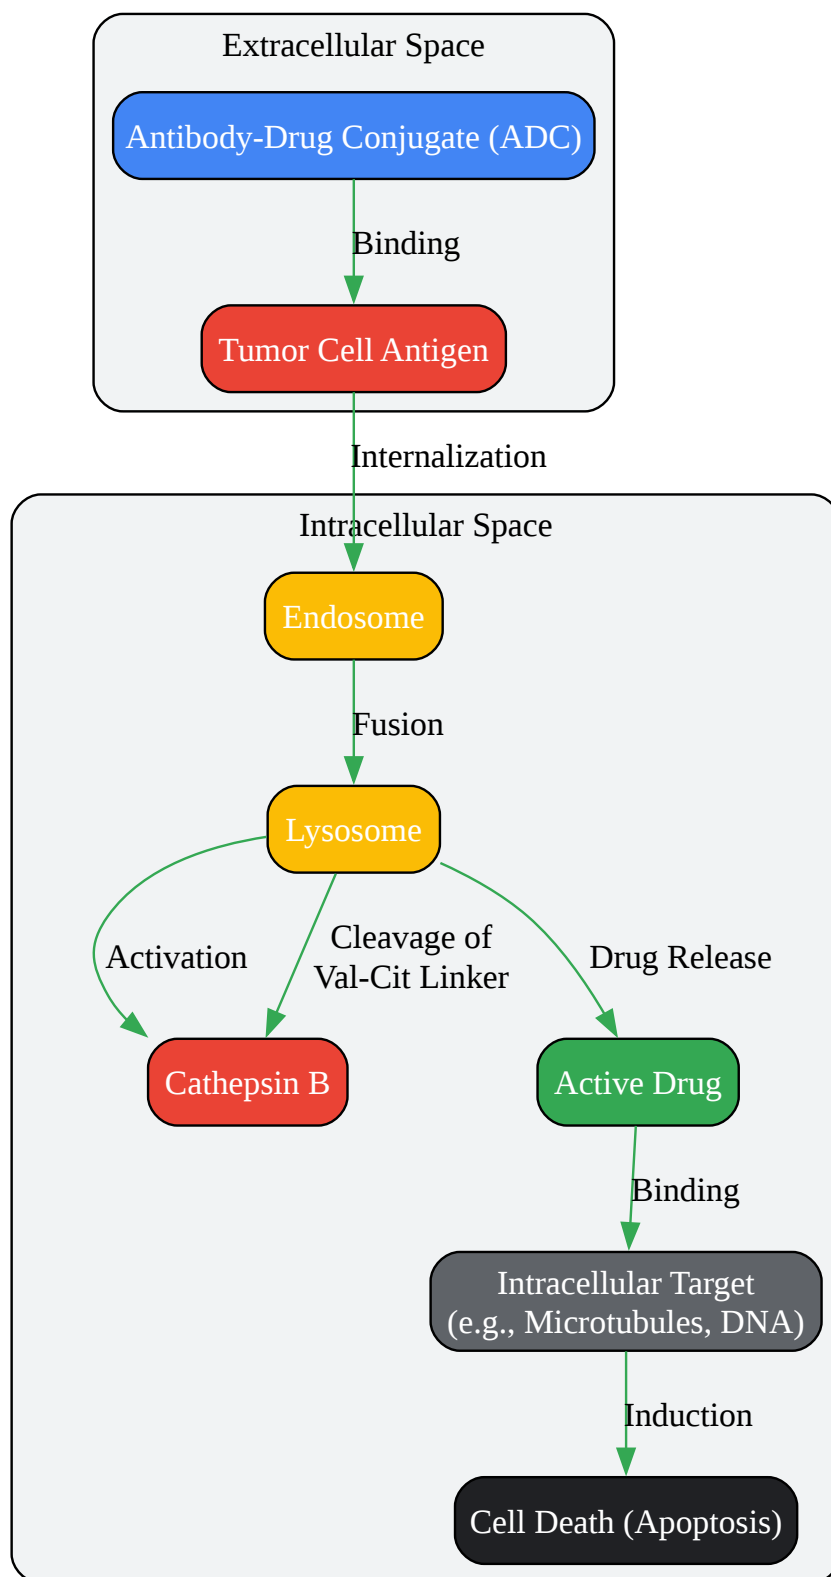 Extracellular Space
Antibody-Drug Conjugate (ADC)
Binding
Tumor Cell Antigen
Internalization
Intracellular Space
Endosome
Fusion
Lysosome
Activation
Cleavage of
Val-Cit Linker
Drug Release
Cathepsin B
Active Drug
Binding
Intracellular Target
(e.g., Microtubules, DNA)
Induction
Cell Death (Apoptosis)